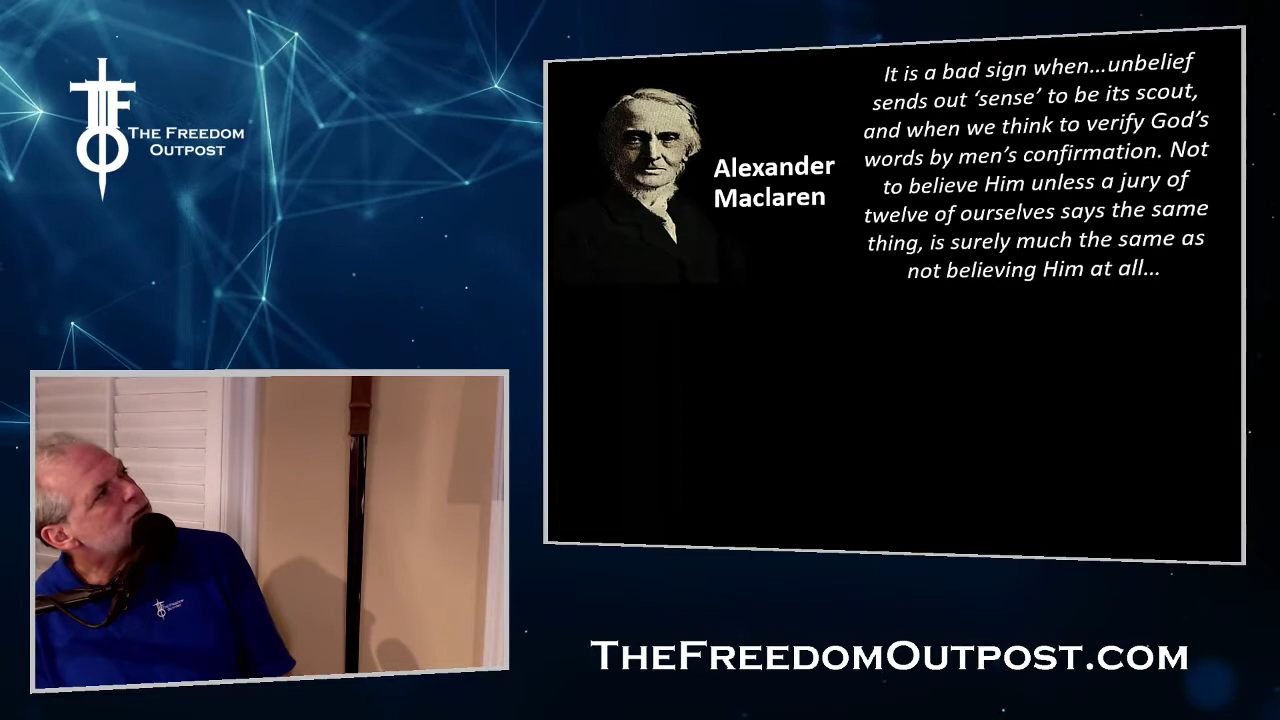 THE FREEDOM
OUTPOST
Alexander
Maclaren
It is a bad sign when…unbelief
sends out ‘sense’ to be its scout,
and when we think to verify God’s
words by men’s confirmation. Not
to believe Him unless a jury of
twelve of ourselves says the same
thing, is surely much the same as
not believing Him at all…
THEFREEDOMOUTPOST.COM